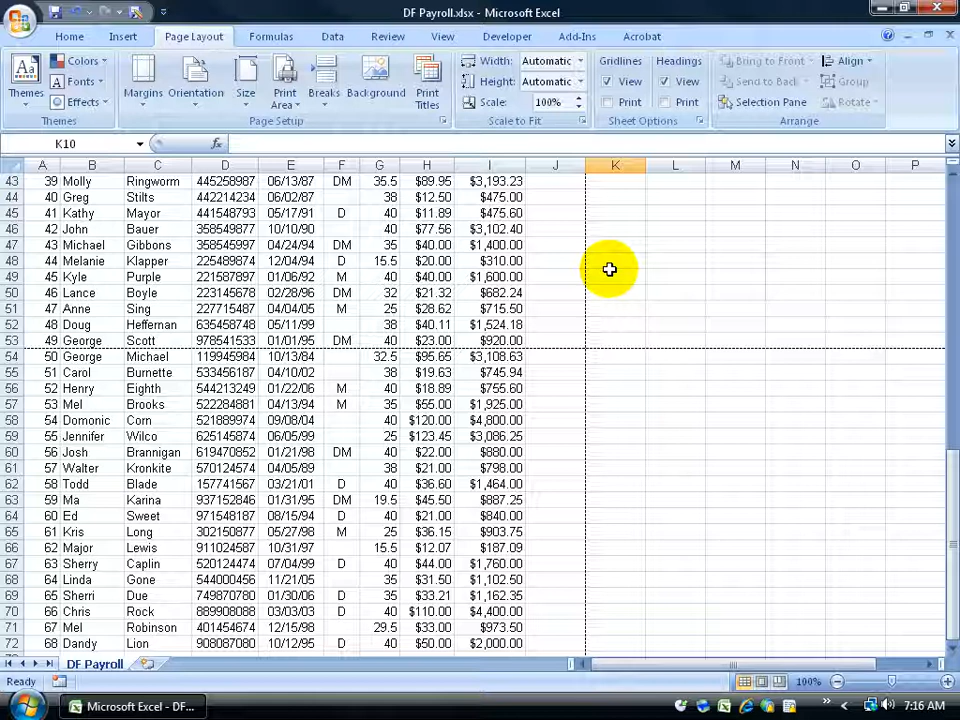 DF Payroll.xlsx - Microsoft Excel
Home Insert Page Layout Formulas Data Review View Developer Add-Ins Acrobat
Colors Width: Automatic Gridlines Headings Bring to Front Align
Fonts Height: Automatic View View Send to Back Group
Themes Effects Margins Orientation Size Print Area Breaks Background Print Titles Scale: 100% Print Print Selection Pane Rotate
Themes Page Setup Scale to Fit Sheet Options Arrange
K10 fx
A B C D E F G H I J K L M N O P
43 39 Molly Ringworm 445258987 06/13/87 DM 35.5 $89.95 $3,193.23
44 40 Greg Stilts 442214234 06/02/87 38 $12.50 $475.00
45 41 Kathy Mayor 441548793 05/17/91 D 40 $11.89 $475.60
46 42 John Bauer 358549879 10/10/90 40 $77.56 $3,102.40
47 43 Michael Gibbons 358545997 04/24/94 DM 35 $40.00 $1,400.00
48 44 Melanie Klapper 225489879 12/04/94 D 15.5 $20.00 $310.00
49 45 Kyle Purple 225187891 01/06/92 M 40 $40.00 $1,600.00
50 46 Lance Boyle 223145678 02/28/96 DM 32 $21.32 $682.24
51 47 Anne Sing 227715487 04/04/05 M 25 $28.62 $715.50
52 48 Doug Heffernan 635458748 05/11/99 38 $40.11 $1,524.18
53 49 George Scott 978541533 01/01/95 DM 40 $23.00 $920.00
54 50 George Michael 119945984 10/13/84 32.5 $95.65 $3,108.63
55 51 Carol Burnette 533456187 04/10/02 38 $19.63 $745.94
56 52 Henry Eighth 544213249 01/22/06 M 40 $18.89 $755.60
57 53 Mel Brooks 522284881 04/13/94 M 35 $55.00 $1,925.00
58 54 Domonic Corn 521889974 09/08/04 40 $120.00 $4,800.00
59 55 Jennifer Wilco 625145874 06/05/99 25 $123.45 $3,086.25
60 56 Josh Brannigan 619470852 01/21/98 DM 40 $22.00 $880.00
61 57 Walter Kronkite 570124574 04/05/89 38 $21.00 $798.00
62 58 Todd Blade 157741567 03/21/01 D 40 $36.60 $1,464.00
63 59 Ma Karina 937152846 01/31/95 DM 19.5 $45.50 $887.25
64 60 Ed Sweet 971548187 08/15/94 D 40 $21.00 $840.00
65 61 Kris Long 302150877 05/27/98 M 25 $36.15 $903.75
66 62 Major Lewis 911024587 10/31/97 15.5 $12.07 $187.09
67 63 Sherry Caplin 520124474 07/04/99 D 40 $44.00 $1,760.00
68 64 Linda Gone 544000456 11/21/05 35 $31.50 $1,102.50
69 65 Sherri Due 749870780 01/30/06 D 35 $33.21 $1,162.35
70 66 Chris Rock 889908088 03/03/03 D 40 $110.00 $4,400.00
71 67 Mel Robinson 401454674 12/15/98 29.5 $33.00 $973.50
72 68 Dandy Lion 908087080 10/12/95 D 40 $50.00 $2,000.00
DF Payroll
Ready 100%
Microsoft Excel - DF... 7:16 AM